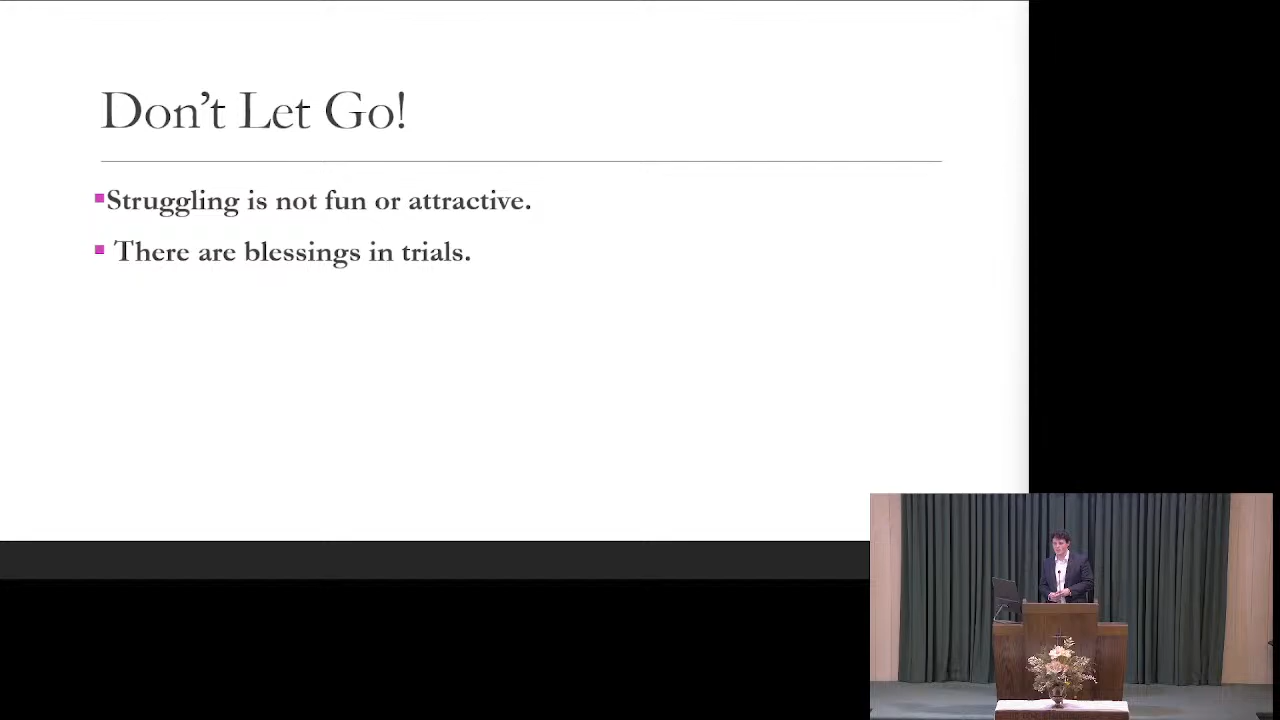 Don't Let Go!
▪Struggling is not fun or attractive.
▪ There are blessings in trials.